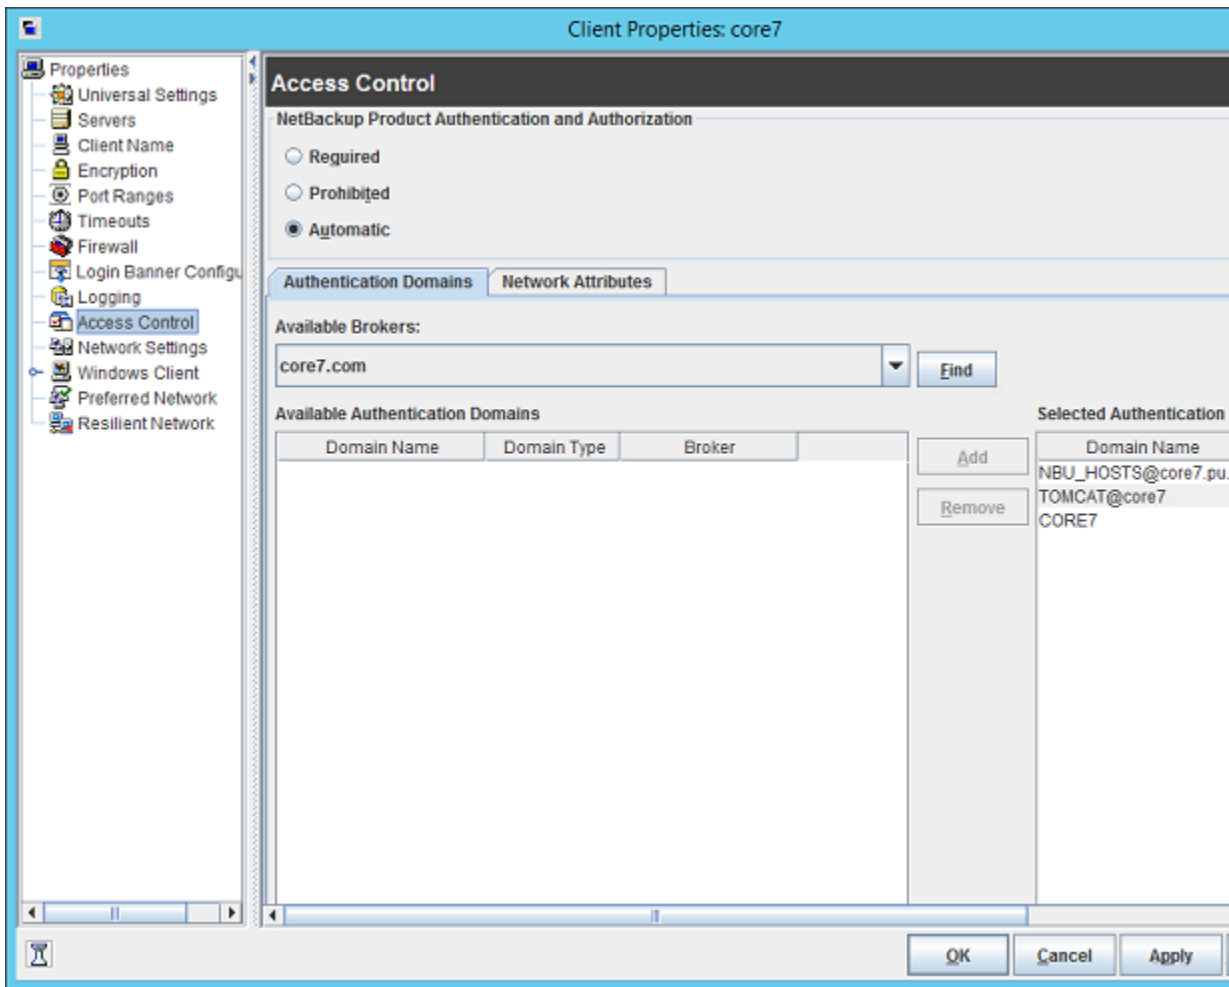 Client Properties: core7
Properties
Universal Settings
Servers
Client Name
Encryption
Port Ranges
Timeouts
Firewall
Login Banner Configu
Logging
Access Control
Network Settings
Windows Client
Preferred Network
Resilient Network
Access Control
NetBackup Product Authentication and Authorization
Required
Prohibited
Automatic
Authentication Domains Network Attributes
Available Brokers:
core7.com Find
Available Authentication Domains Selected Authentication
Domain Name Domain Type Broker Add Domain Name
NBU_HOSTS@core7.pu.
Remove TOMCAT@core7
CORE7
OK Cancel Apply